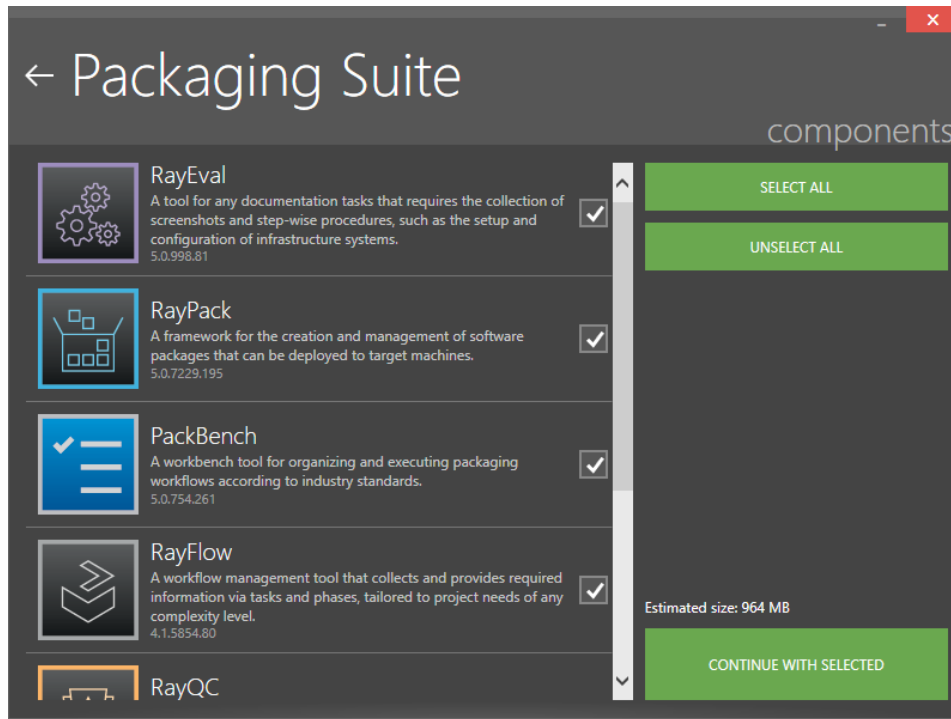 Packaging Suite
components
RayEval
A tool for any documentation tasks that requires the collection of
screenshots and step-wise procedures, such as the setup and
configuration of infrastructure systems.
5.0.998.81
RayPack
A framework for the creation and management of software
packages that can be deployed to target machines.
5.0.7229.195
PackBench
A workbench tool for organizing and executing packaging
workflows according to industry standards.
5.0.754.261
RayFlow
A workflow management tool that collects and provides required
information via tasks and phases, tailored to project needs of any
complexity level.
4.1.5854.80
RayQC
SELECT ALL
UNSELECT ALL
Estimated size: 964 MB
CONTINUE WITH SELECTED